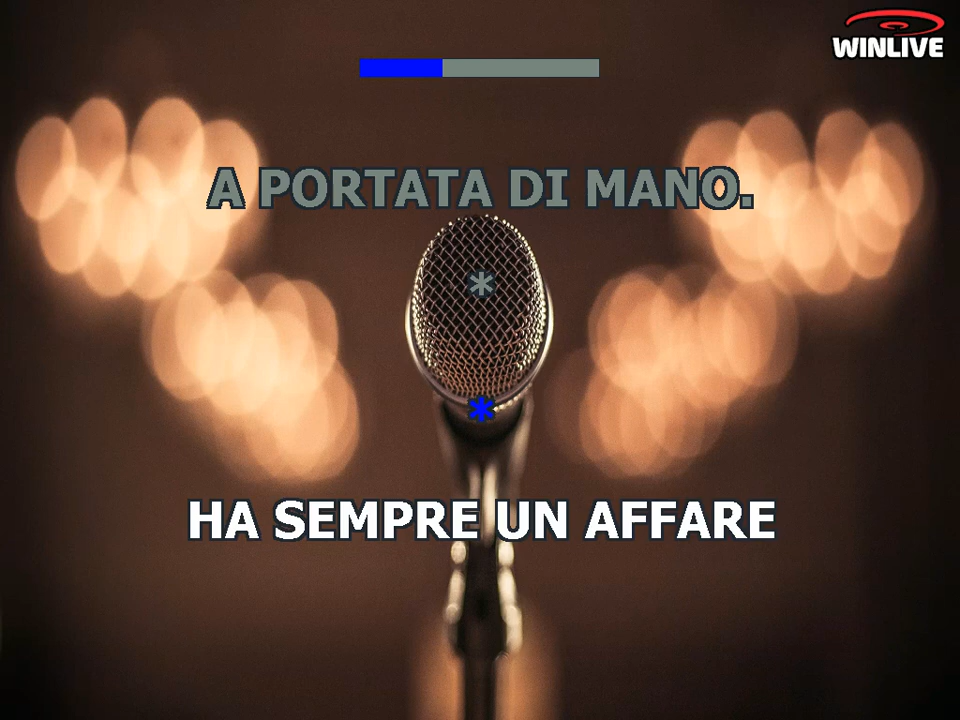 WINLIVE
A PORTATA DI MANO.
*
*
HA SEMPRE UN AFFARE